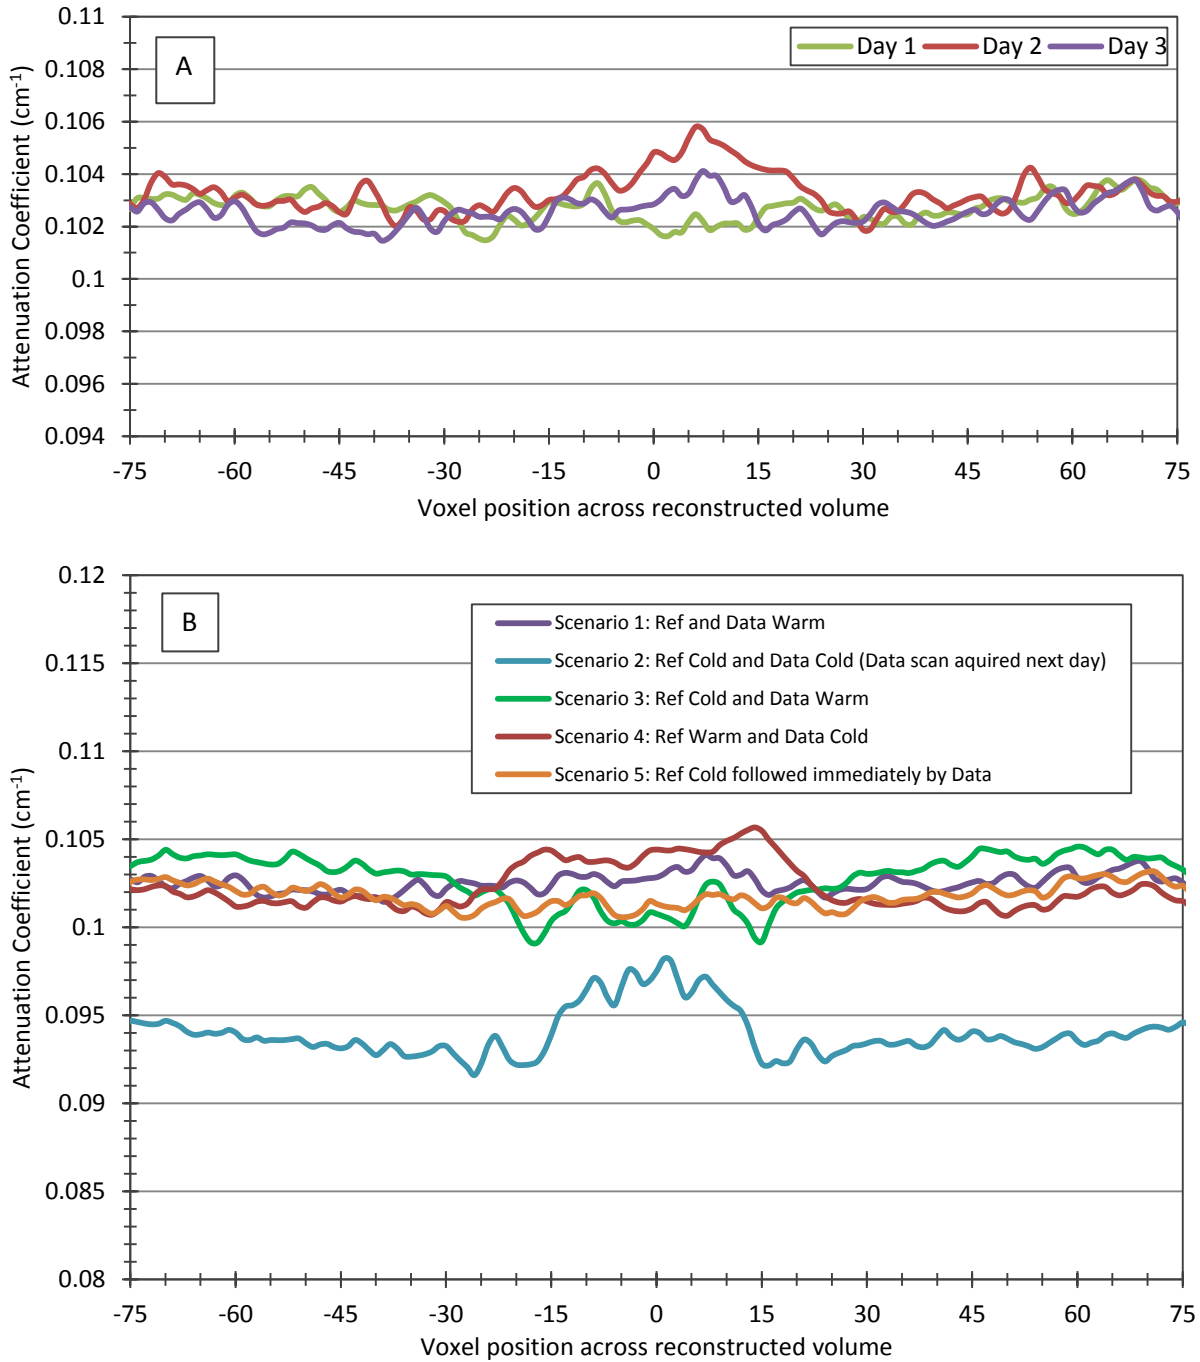 A
Day 1 Day 2 Day 3
Attenuation Coefficient (cm⁻¹)
0.11
0.108
0.106
0.104
0.102
0.1
0.098
0.096
0.094
-75 -60 -45 -30 -15 0 15 30 45 60 75
Voxel position across reconstructed volume
B
Scenario 1: Ref and Data Warm
Scenario 2: Ref Cold and Data Cold (Data scan aquired next day)
Scenario 3: Ref Cold and Data Warm
Scenario 4: Ref Warm and Data Cold
Scenario 5: Ref Cold followed immediately by Data
Attenuation Coefficient (cm⁻¹)
0.12
0.115
0.11
0.105
0.1
0.095
0.09
0.085
0.08
-75 -60 -45 -30 -15 0 15 30 45 60 75
Voxel position across reconstructed volume